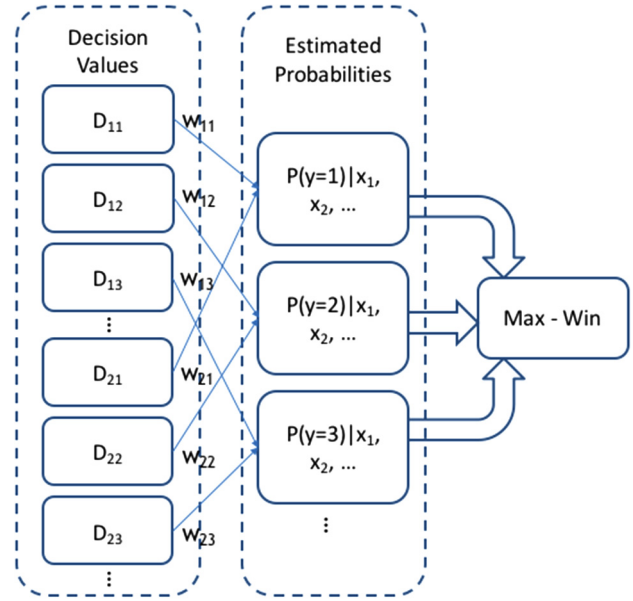 Decision
Values
D11
D12
D13
⋮
D21
D22
D23
⋮
w11
w12
w13
w21
w22
w23
Estimated
Probabilities
P(y=1)|x1,
x2, ...
P(y=2)|x1,
x2, ...
P(y=3)|x1,
x2, ...
⋮
Max - Win